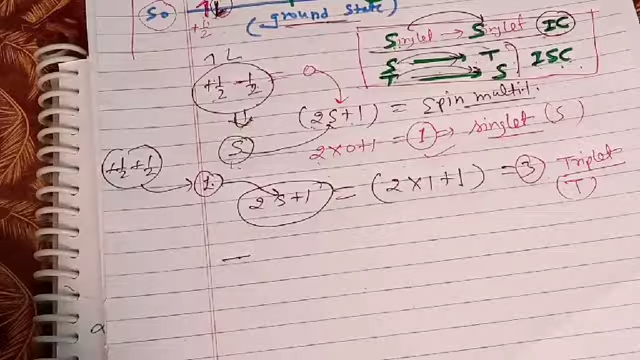 S0
+1/2
(ground state)
Singlet → Singlet (IC)
S → T
T → S
ISC
↑↓
+1/2 -1/2 = 0
(2S+1) = Spin multi.
S
2×0+1 = 1 → singlet (S)
+1/2 +1/2
1
2S+1 = (2×1+1) = 3 Triplet
(T)